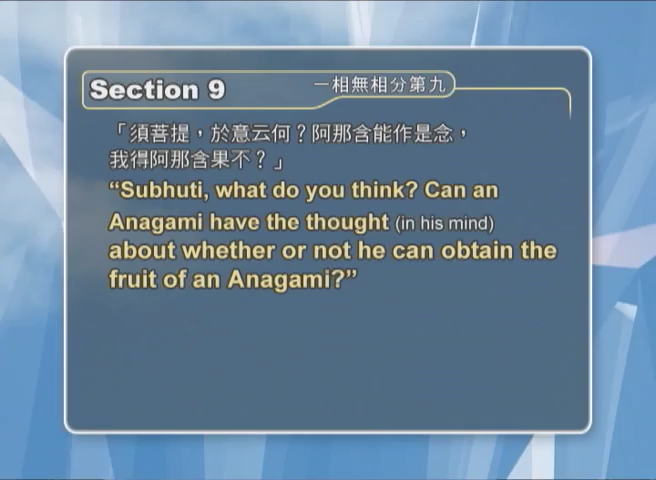 Section 9
一相無相分第九
「須菩提，於意云何？阿那含能作是念，
我得阿那含果不？」
“Subhuti, what do you think? Can an
Anagami have the thought (in his mind)
about whether or not he can obtain the
fruit of an Anagami?”